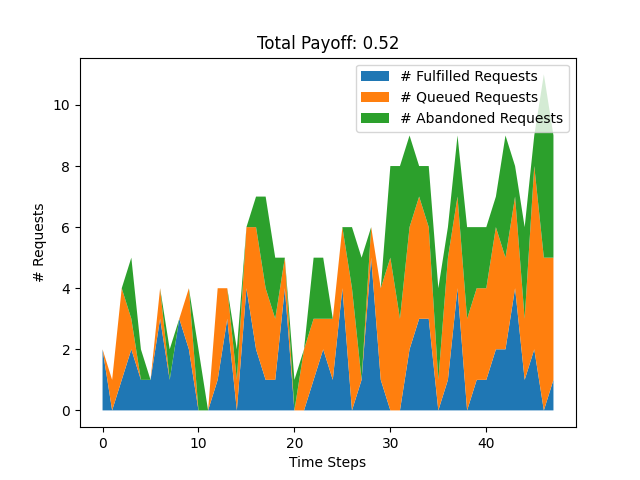 Total Payoff: 0.52
# Fulfilled Requests
# Queued Requests
# Abandoned Requests
# Requests
10
8
6
4
2
0
0 10 20 30 40
Time Steps